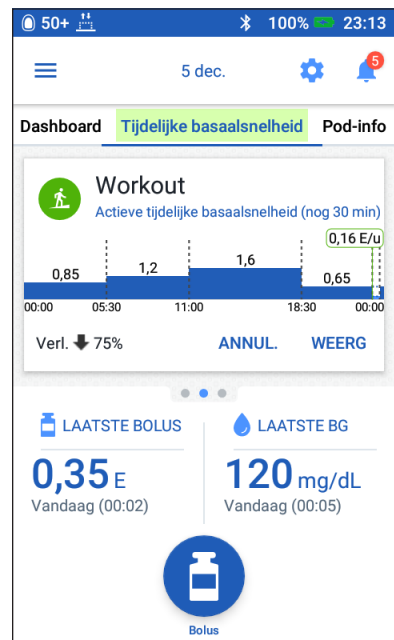 50+ 100% 23:13
5 dec. 5
Dashboard Tijdelijke basaalsnelheid Pod-info
Workout
Actieve tijdelijke basaalsnelheid (nog 30 min)
0,16 E/u
0,85 1,2 1,6 0,65
00:00 05:30 11:00 18:30 00:00
Verl. 75% ANNUL. WEERG
LAATSTE BOLUS LAATSTE BG
0,35 E 120 mg/dL
Vandaag (00:02) Vandaag (00:05)
Bolus